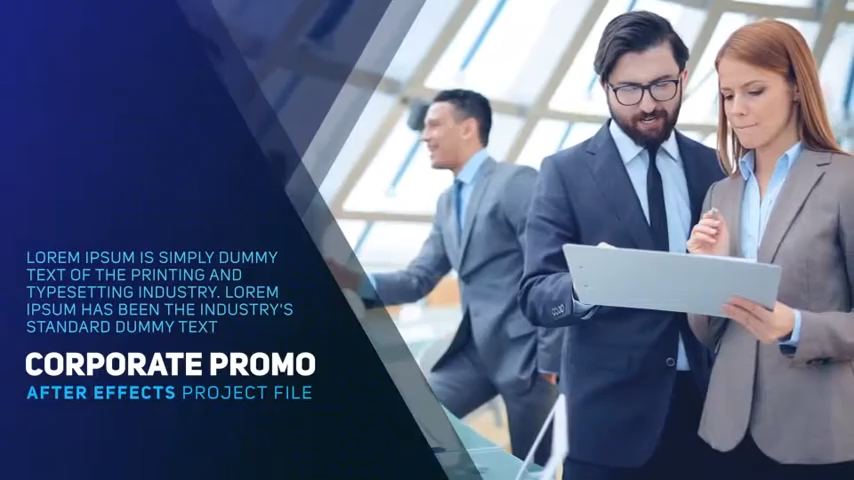 LOREM IPSUM IS SIMPLY DUMMY
TEXT OF THE PRINTING AND
TYPESETTING INDUSTRY. LOREM
IPSUM HAS BEEN THE INDUSTRY'S
STANDARD DUMMY TEXT
CORPORATE PROMO
AFTER EFFECTS PROJECT FILE